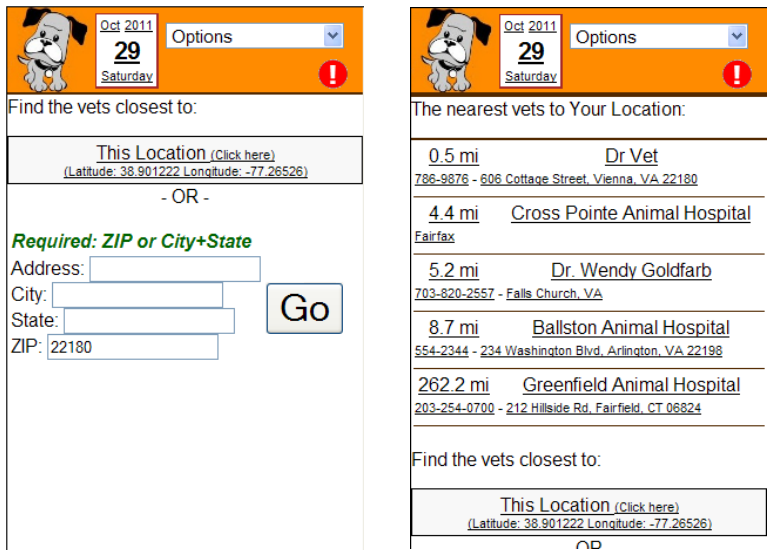 Oct 2011
29
Saturday
Options
Find the vets closest to:
This Location (Click here)
(Latitude: 38.901222 Longitude: -77.26526)
- OR -
Required: ZIP or City+State
Address:
City:
State:
ZIP: 22180
Go
Oct 2011
29
Saturday
Options
The nearest vets to Your Location:
0.5 mi Dr Vet
786-9876 - 606 Cottage Street, Vienna, VA 22180
4.4 mi Cross Pointe Animal Hospital
Fairfax
5.2 mi Dr. Wendy Goldfarb
703-820-2557 - Falls Church, VA
8.7 mi Ballston Animal Hospital
554-2344 - 234 Washington Blvd, Arlington, VA 22198
262.2 mi Greenfield Animal Hospital
203-254-0700 - 212 Hillside Rd, Fairfield, CT 06824
Find the vets closest to:
This Location (Click here)
(Latitude: 38.901222 Longitude: -77.26526)
OR